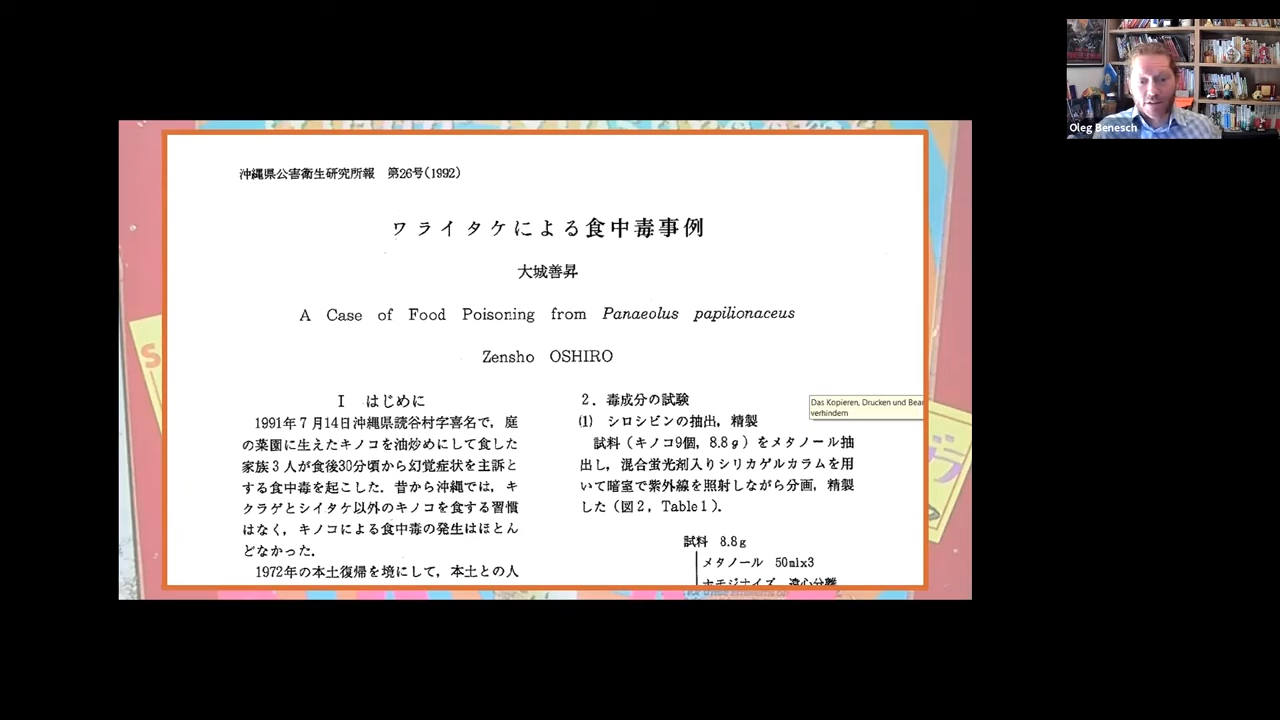 Oleg Benesch
沖縄県公害衛生研究所報 第26号(1992)
ワライタケによる食中毒事例
大城善昇
A Case of Food Poisoning from Panaeolus papilionaceus
Zensho OSHIRO
I はじめに
1991年7月14日沖縄県読谷村字喜名で,庭
の菜園に生えたキノコを油炒めにして食した
家族3人が食後30分頃から幻覚症状を主訴と
する食中毒を起こした.昔から沖縄では,キ
クラゲとシイタケ以外のキノコを食する習慣
はなく,キノコによる食中毒の発生はほとん
どなかった.
1972年の本土復帰を境にして,本土との人
2.毒成分の試験
(1) シロシビンの抽出,精製
試料(キノコ9個,8.8g)をメタノール抽
出し,混合蛍光剤入りシリカゲルカラムを用
いて暗室で紫外線を照射しながら分画,精製
した(図2,Table1).
試料 8.8g
メタノール 50mlx3
ホモジナイズ 遠心分離
Das Kopieren, Drucken und Bear
verhindern